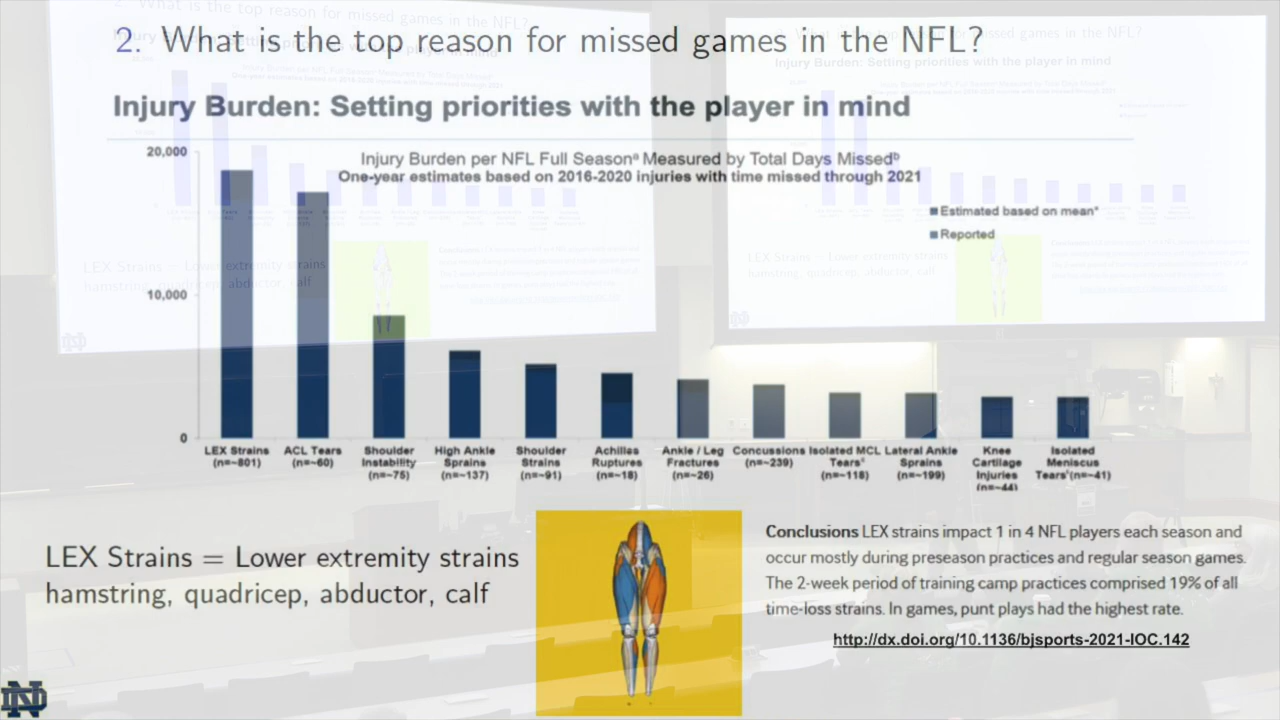 2. What is the top reason for missed games in the NFL?
Injury Burden: Setting priorities with the player in mind
Injury Burden per NFL Full Seasonᵃ Measured by Total Days Missedᵇ
One-year estimates based on 2016-2020 injuries with time missed through 2021
20,000
10,000
0
Estimated based on mean*
Reported
LEX Strains
(n=~801)
ACL Tears
(n=~60)
Shoulder
Instability
(n=~75)
High Ankle
Sprains
(n=~137)
Shoulder
Strains
(n=~91)
Achilles
Ruptures
(n=~18)
Ankle / Leg
Fractures
(n=~26)
Concussions
(n=~239)
Isolated MCL
Tearsᶜ
(n=~118)
Lateral Ankle
Sprains
(n=~199)
Knee
Cartilage
Injuries
(n=~44)
Isolated
Meniscus
Tearsᶜ(n=~41)
LEX Strains = Lower extremity strains
hamstring, quadricep, abductor, calf
Conclusions LEX strains impact 1 in 4 NFL players each season and
occur mostly during preseason practices and regular season games.
The 2-week period of training camp practices comprised 19% of all
time-loss strains. In games, punt plays had the highest rate.
http://dx.doi.org/10.1136/bjsports-2021-IOC.142
ND